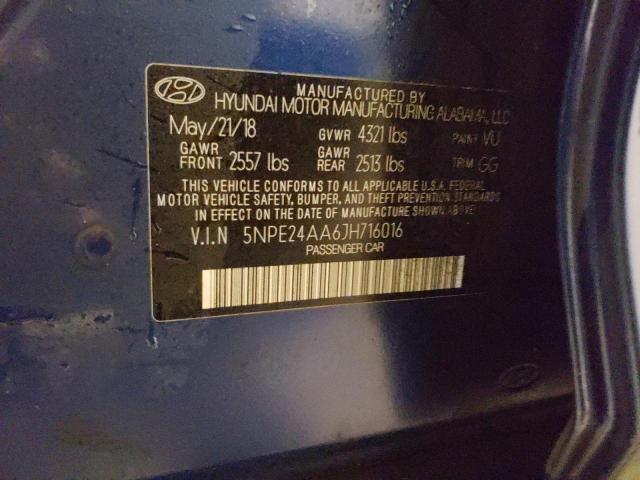 MANUFACTURED BY
HYUNDAI MOTOR MANUFACTURING ALABAMA, LLC
May/21/18 GVWR 4321 lbs PAINT VU
GAWR FRONT 2557 lbs GAWR REAR 2513 lbs TRIM GG
THIS VEHICLE CONFORMS TO ALL APPLICABLE U.S.A. FEDERAL
MOTOR VEHICLE SAFETY, BUMPER, AND THEFT PREVENTION STANDARDS
IN EFFECT ON THE DATE OF MANUFACTURE SHOWN ABOVE
V.I.N 5NPE24AA6JH716016
PASSENGER CAR